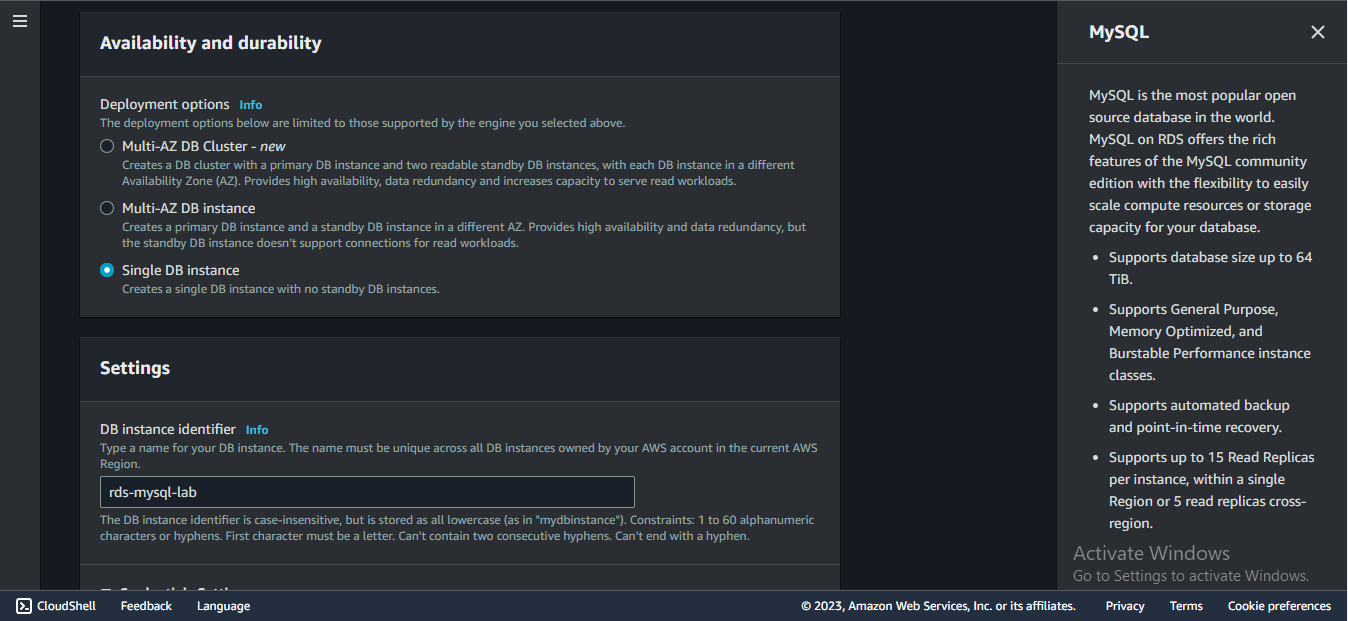 Availability and durability
Deployment options Info
The deployment options below are limited to those supported by the engine you selected above.
Multi-AZ DB Cluster - new
Creates a DB cluster with a primary DB instance and two readable standby DB instances, with each DB instance in a different
Availability Zone (AZ). Provides high availability, data redundancy and increases capacity to serve read workloads.
Multi-AZ DB instance
Creates a primary DB instance and a standby DB instance in a different AZ. Provides high availability and data redundancy, but
the standby DB instance doesn't support connections for read workloads.
Single DB instance
Creates a single DB instance with no standby DB instances.
Settings
DB instance identifier Info
Type a name for your DB instance. The name must be unique across all DB instances owned by your AWS account in the current AWS
Region.
rds-mysql-lab
The DB instance identifier is case-insensitive, but is stored as all lowercase (as in "mydbinstance"). Constraints: 1 to 60 alphanumeric
characters or hyphens. First character must be a letter. Can't contain two consecutive hyphens. Can't end with a hyphen.
MySQL
MySQL is the most popular open
source database in the world.
MySQL on RDS offers the rich
features of the MySQL community
edition with the flexibility to easily
scale compute resources or storage
capacity for your database.
• Supports database size up to 64
TiB.
• Supports General Purpose,
Memory Optimized, and
Burstable Performance instance
classes.
• Supports automated backup
and point-in-time recovery.
• Supports up to 15 Read Replicas
per instance, within a single
Region or 5 read replicas cross-
region.
Activate Windows
Go to Settings to activate Windows.
CloudShell Feedback Language © 2023, Amazon Web Services, Inc. or its affiliates. Privacy Terms Cookie preferences